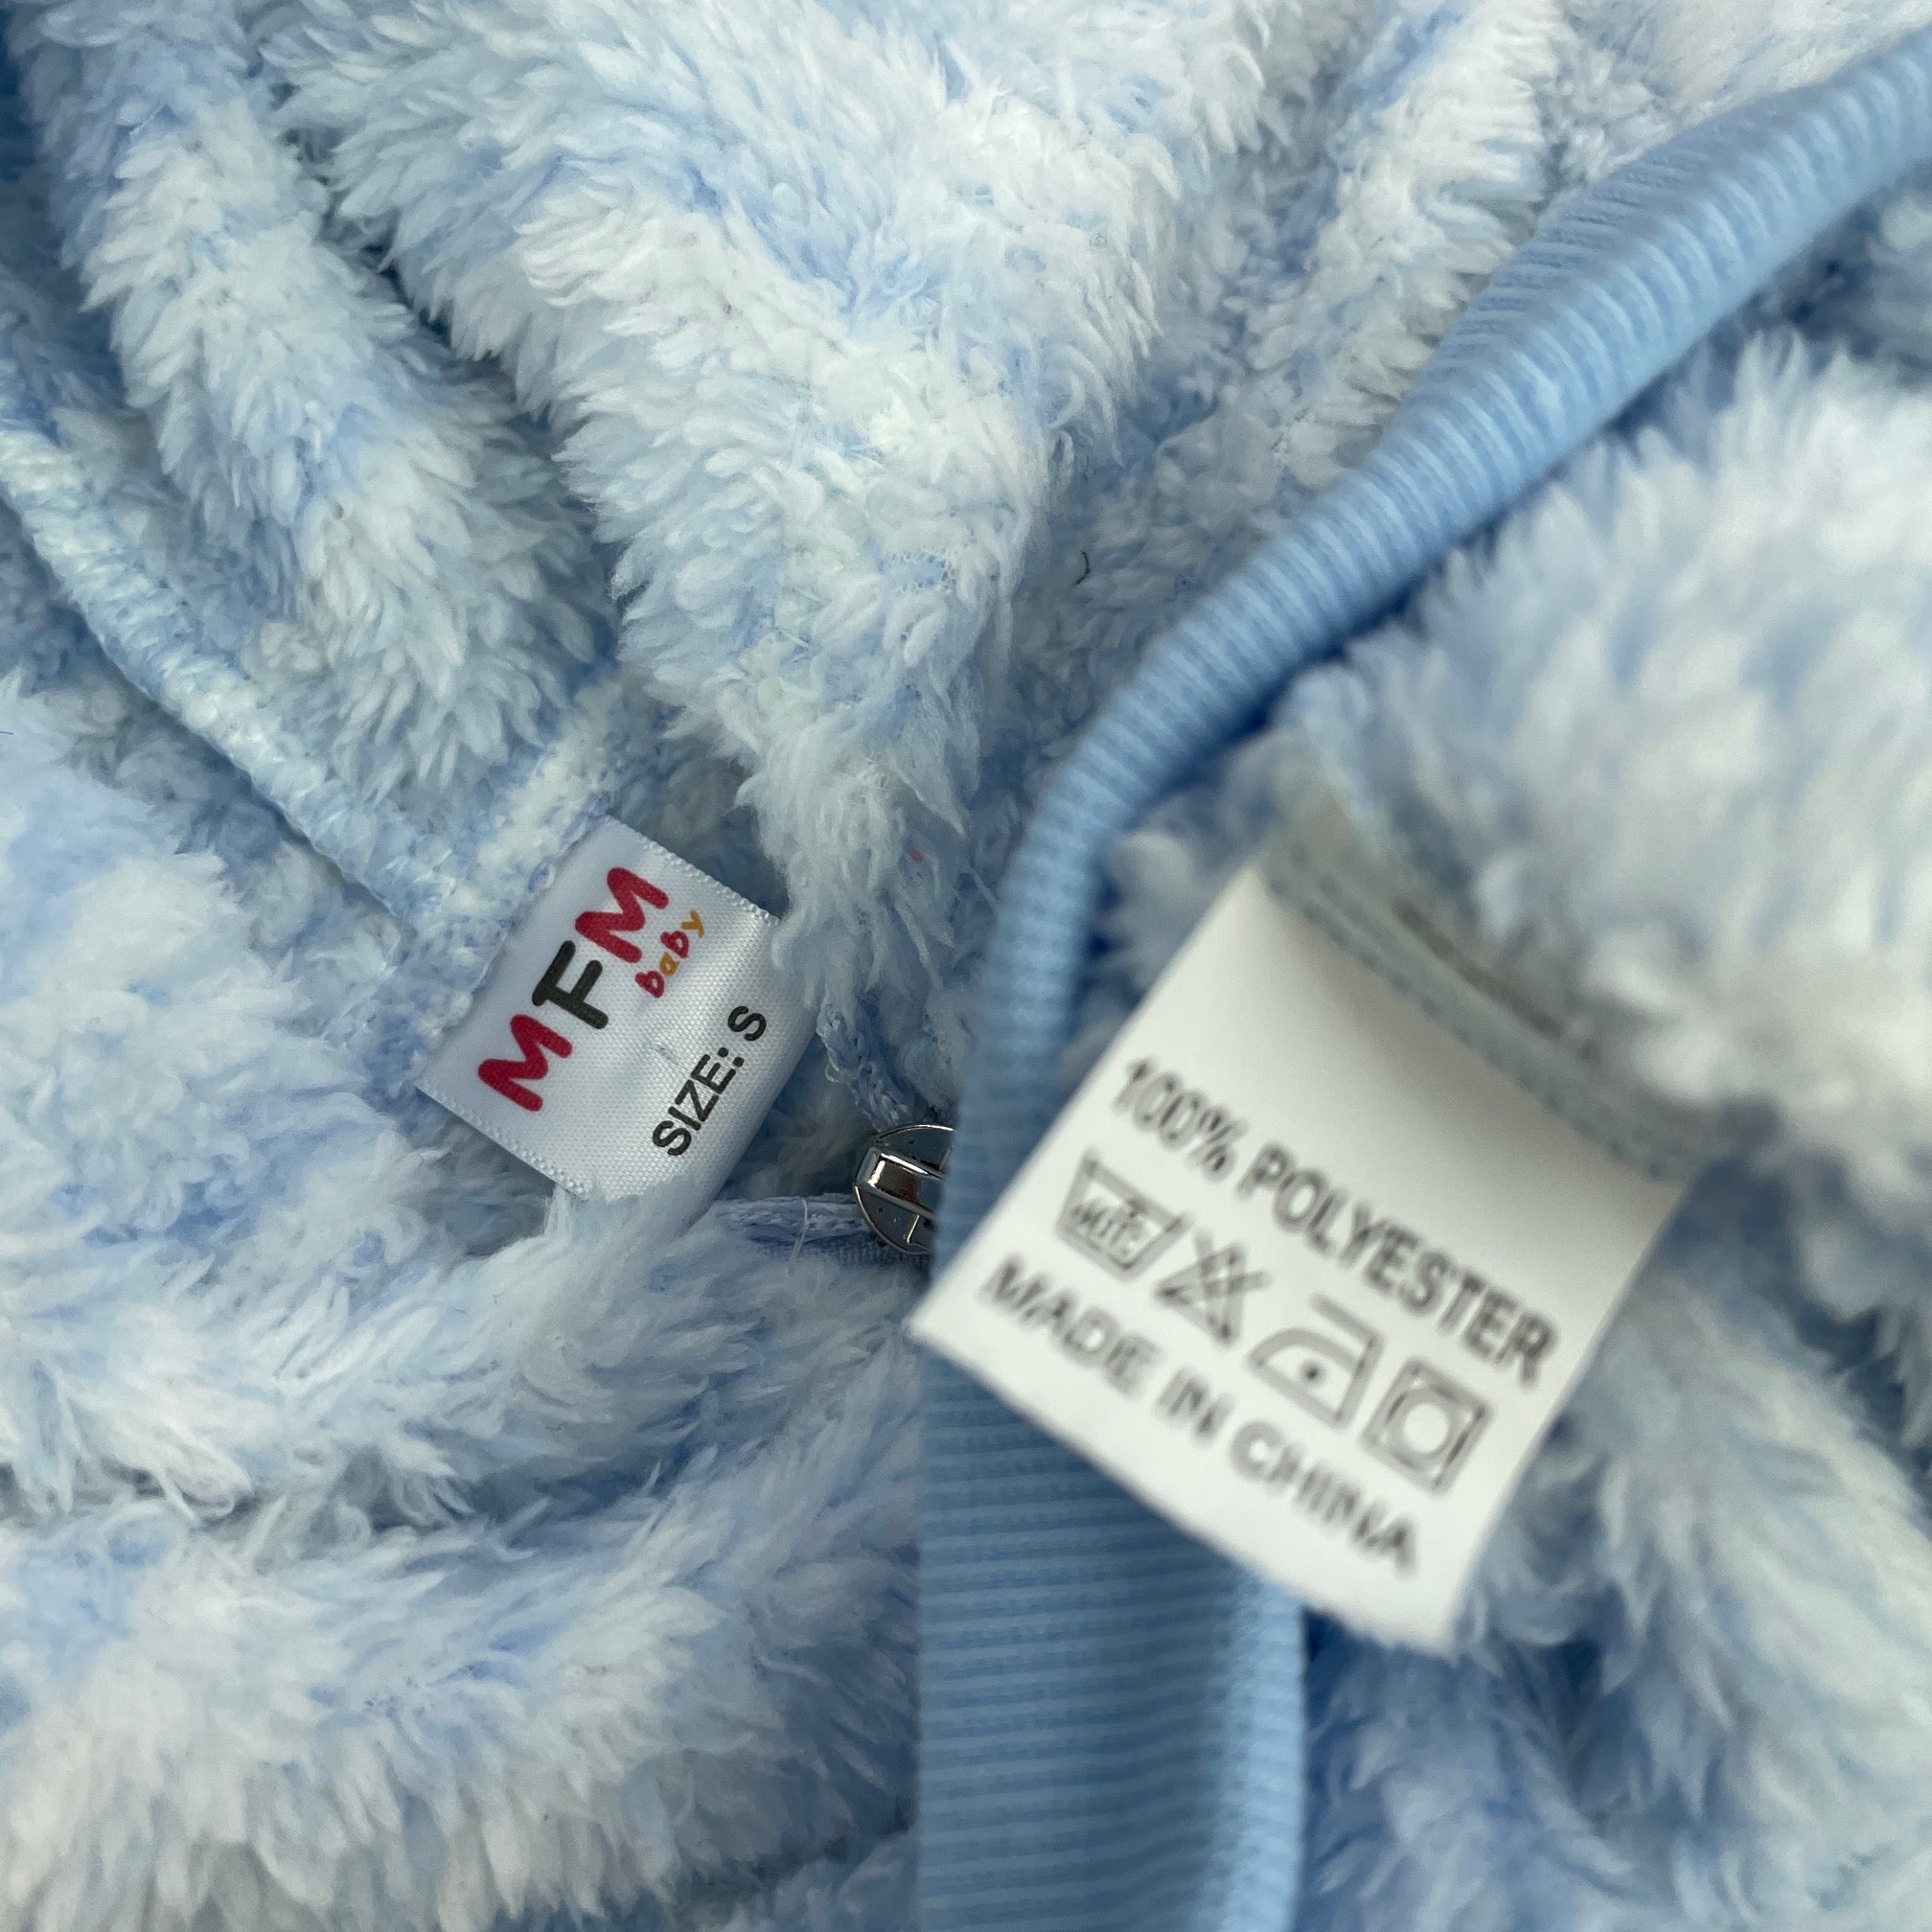 MFM
baby
SIZE: S
100% POLYESTER
MADE IN CHINA